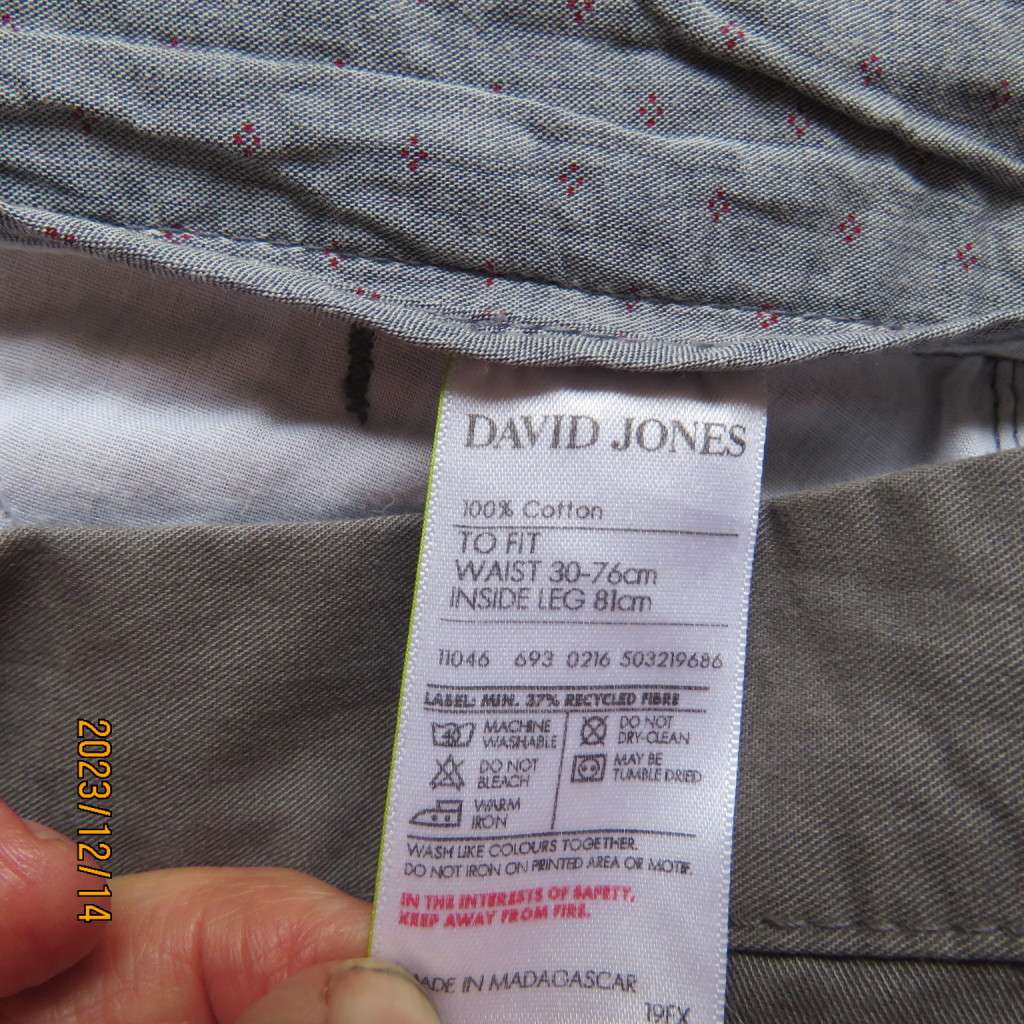 DAVID JONES
100% Cotton
TO FIT
WAIST 30-76cm
INSIDE LEG 81cm
11046 693 0216 503219686
LABEL: MIN. 37% RECYCLED FIBRE
MACHINE
WASHABLE
DO NOT
BLEACH
WARM
IRON
DO NOT
DRY-CLEAN
MAY BE
TUMBLE DRIED
WASH LIKE COLOURS TOGETHER.
DO NOT IRON ON PRINTED AREA OR MOTIF.
IN THE INTERESTS OF SAFETY,
KEEP AWAY FROM FIRE.
MADE IN MADAGASCAR
19FX
2023/12/14